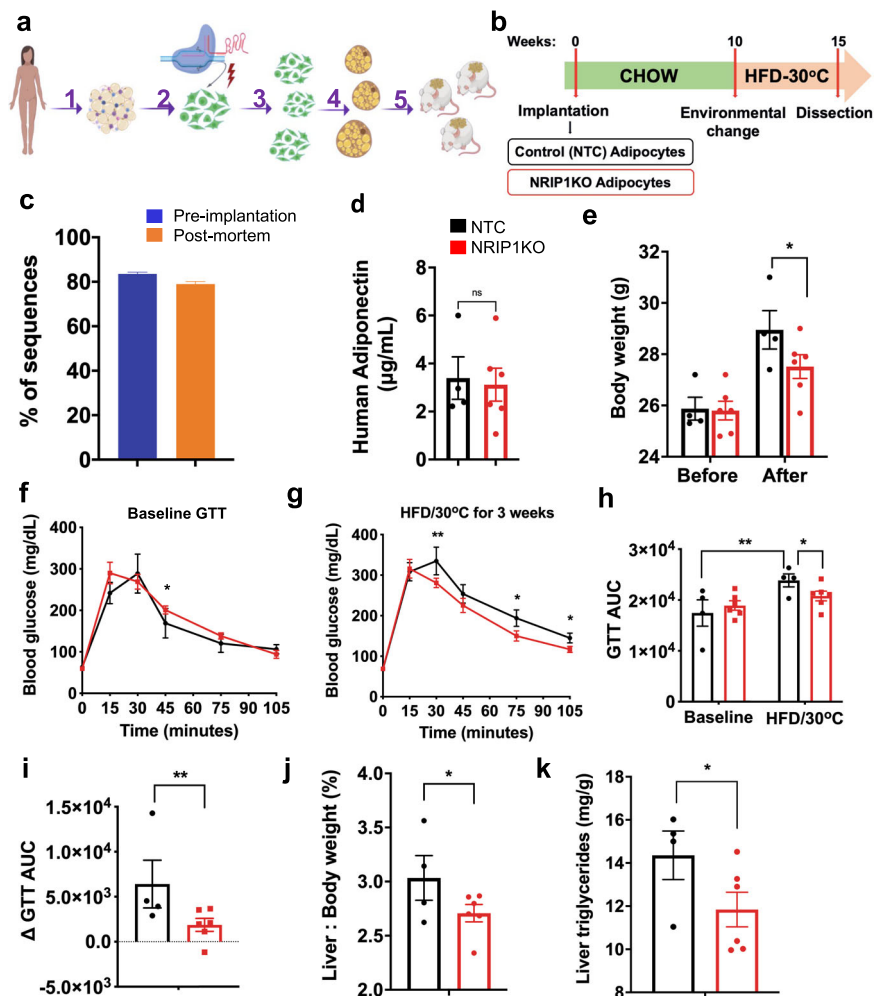 a
1
2
3
4
5
b
Weeks:
0
10
15
CHOW
HFD-30ºC
Implantation
Environmental
change
Dissection
Control (NTC) Adipocytes
NRIP1KO Adipocytes
c
Pre-implantation
Post-mortem
% of sequences
100
80
60
40
20
0
d
NTC
NRIP1KO
Human Adiponectin
(µg/mL)
8
6
4
2
0
ns
e
Body weight (g)
32
30
28
26
24
*
Before
After
f
Baseline GTT
Blood glucose (mg/dL)
400
300
200
100
0
*
0 15 30 45 60 75 90 105
Time (minutes)
g
HFD/30ºC for 3 weeks
Blood glucose (mg/dL)
400
300
200
100
0
**
*
*
0 15 30 45 60 75 90 105
Time (minutes)
h
GTT AUC
3×10⁴
2×10⁴
1×10⁴
0
**
*
Baseline
HFD/30ºC
i
Δ GTT AUC
1.5×10⁴
1.0×10⁴
5.0×10³
0.0
-5.0×10³
**
j
Liver : Body weight (%)
4.0
3.5
3.0
2.5
2.0
*
k
Liver triglycerides (mg/g)
18
16
14
12
10
8
*